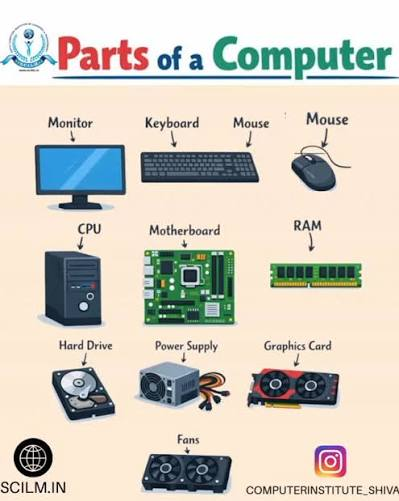 Parts of a Computer
Monitor
Keyboard
Mouse
Mouse
CPU
Motherboard
RAM
Hard Drive
Power Supply
Graphics Card
Fans
SCILM.IN
COMPUTERINSTITUTE_SHIVA